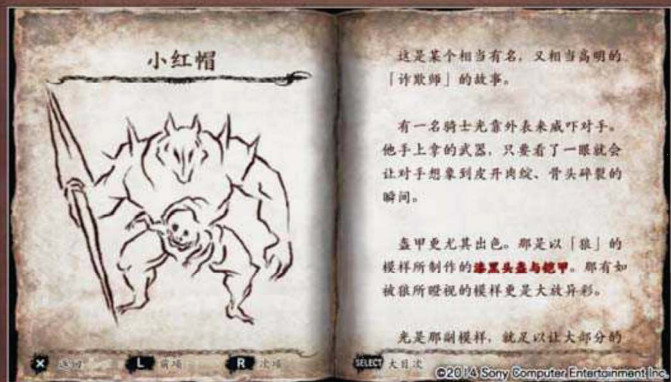 小红帽
这是某个相当有名，又相当高明的
「诈欺师」的故事。
有一名骑士光靠外表来威吓对手。
他手上拿的武器，只要看了一眼就会
让对手想象到皮开肉绽、骨头碎裂的
瞬间。
盔甲更尤其出色。那是以「狼」的
模样所制作的漆黑头盔与铠甲。那有如
被狼所瞪视的模样更是大放异彩。
光是那副模样，就足以让大部分的
× 返回 L 前项 R 次项 SELECT 大目次
©2014 Sony Computer Entertainment Inc.